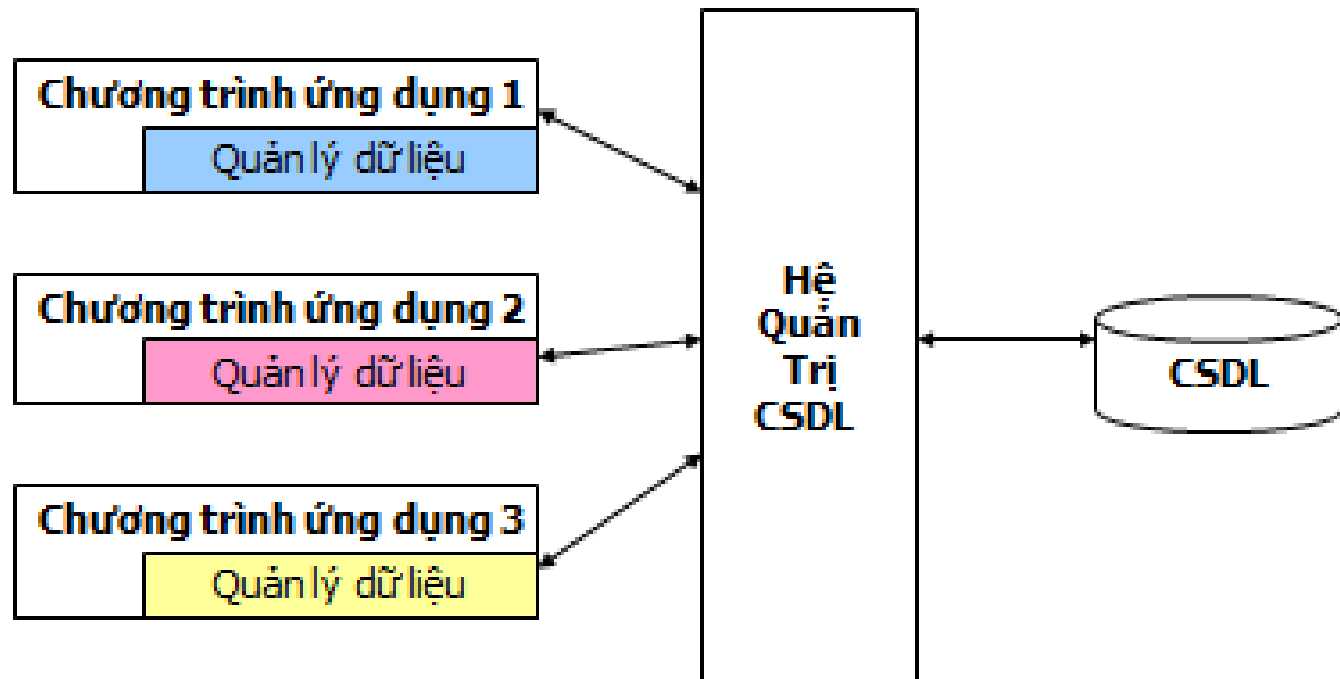 Chương trình ứng dụng 1
Quản lý dữ liệu
Chương trình ứng dụng 2
Quản lý dữ liệu
Chương trình ứng dụng 3
Quản lý dữ liệu
Hệ
Quản
Trị
CSDL
CSDL